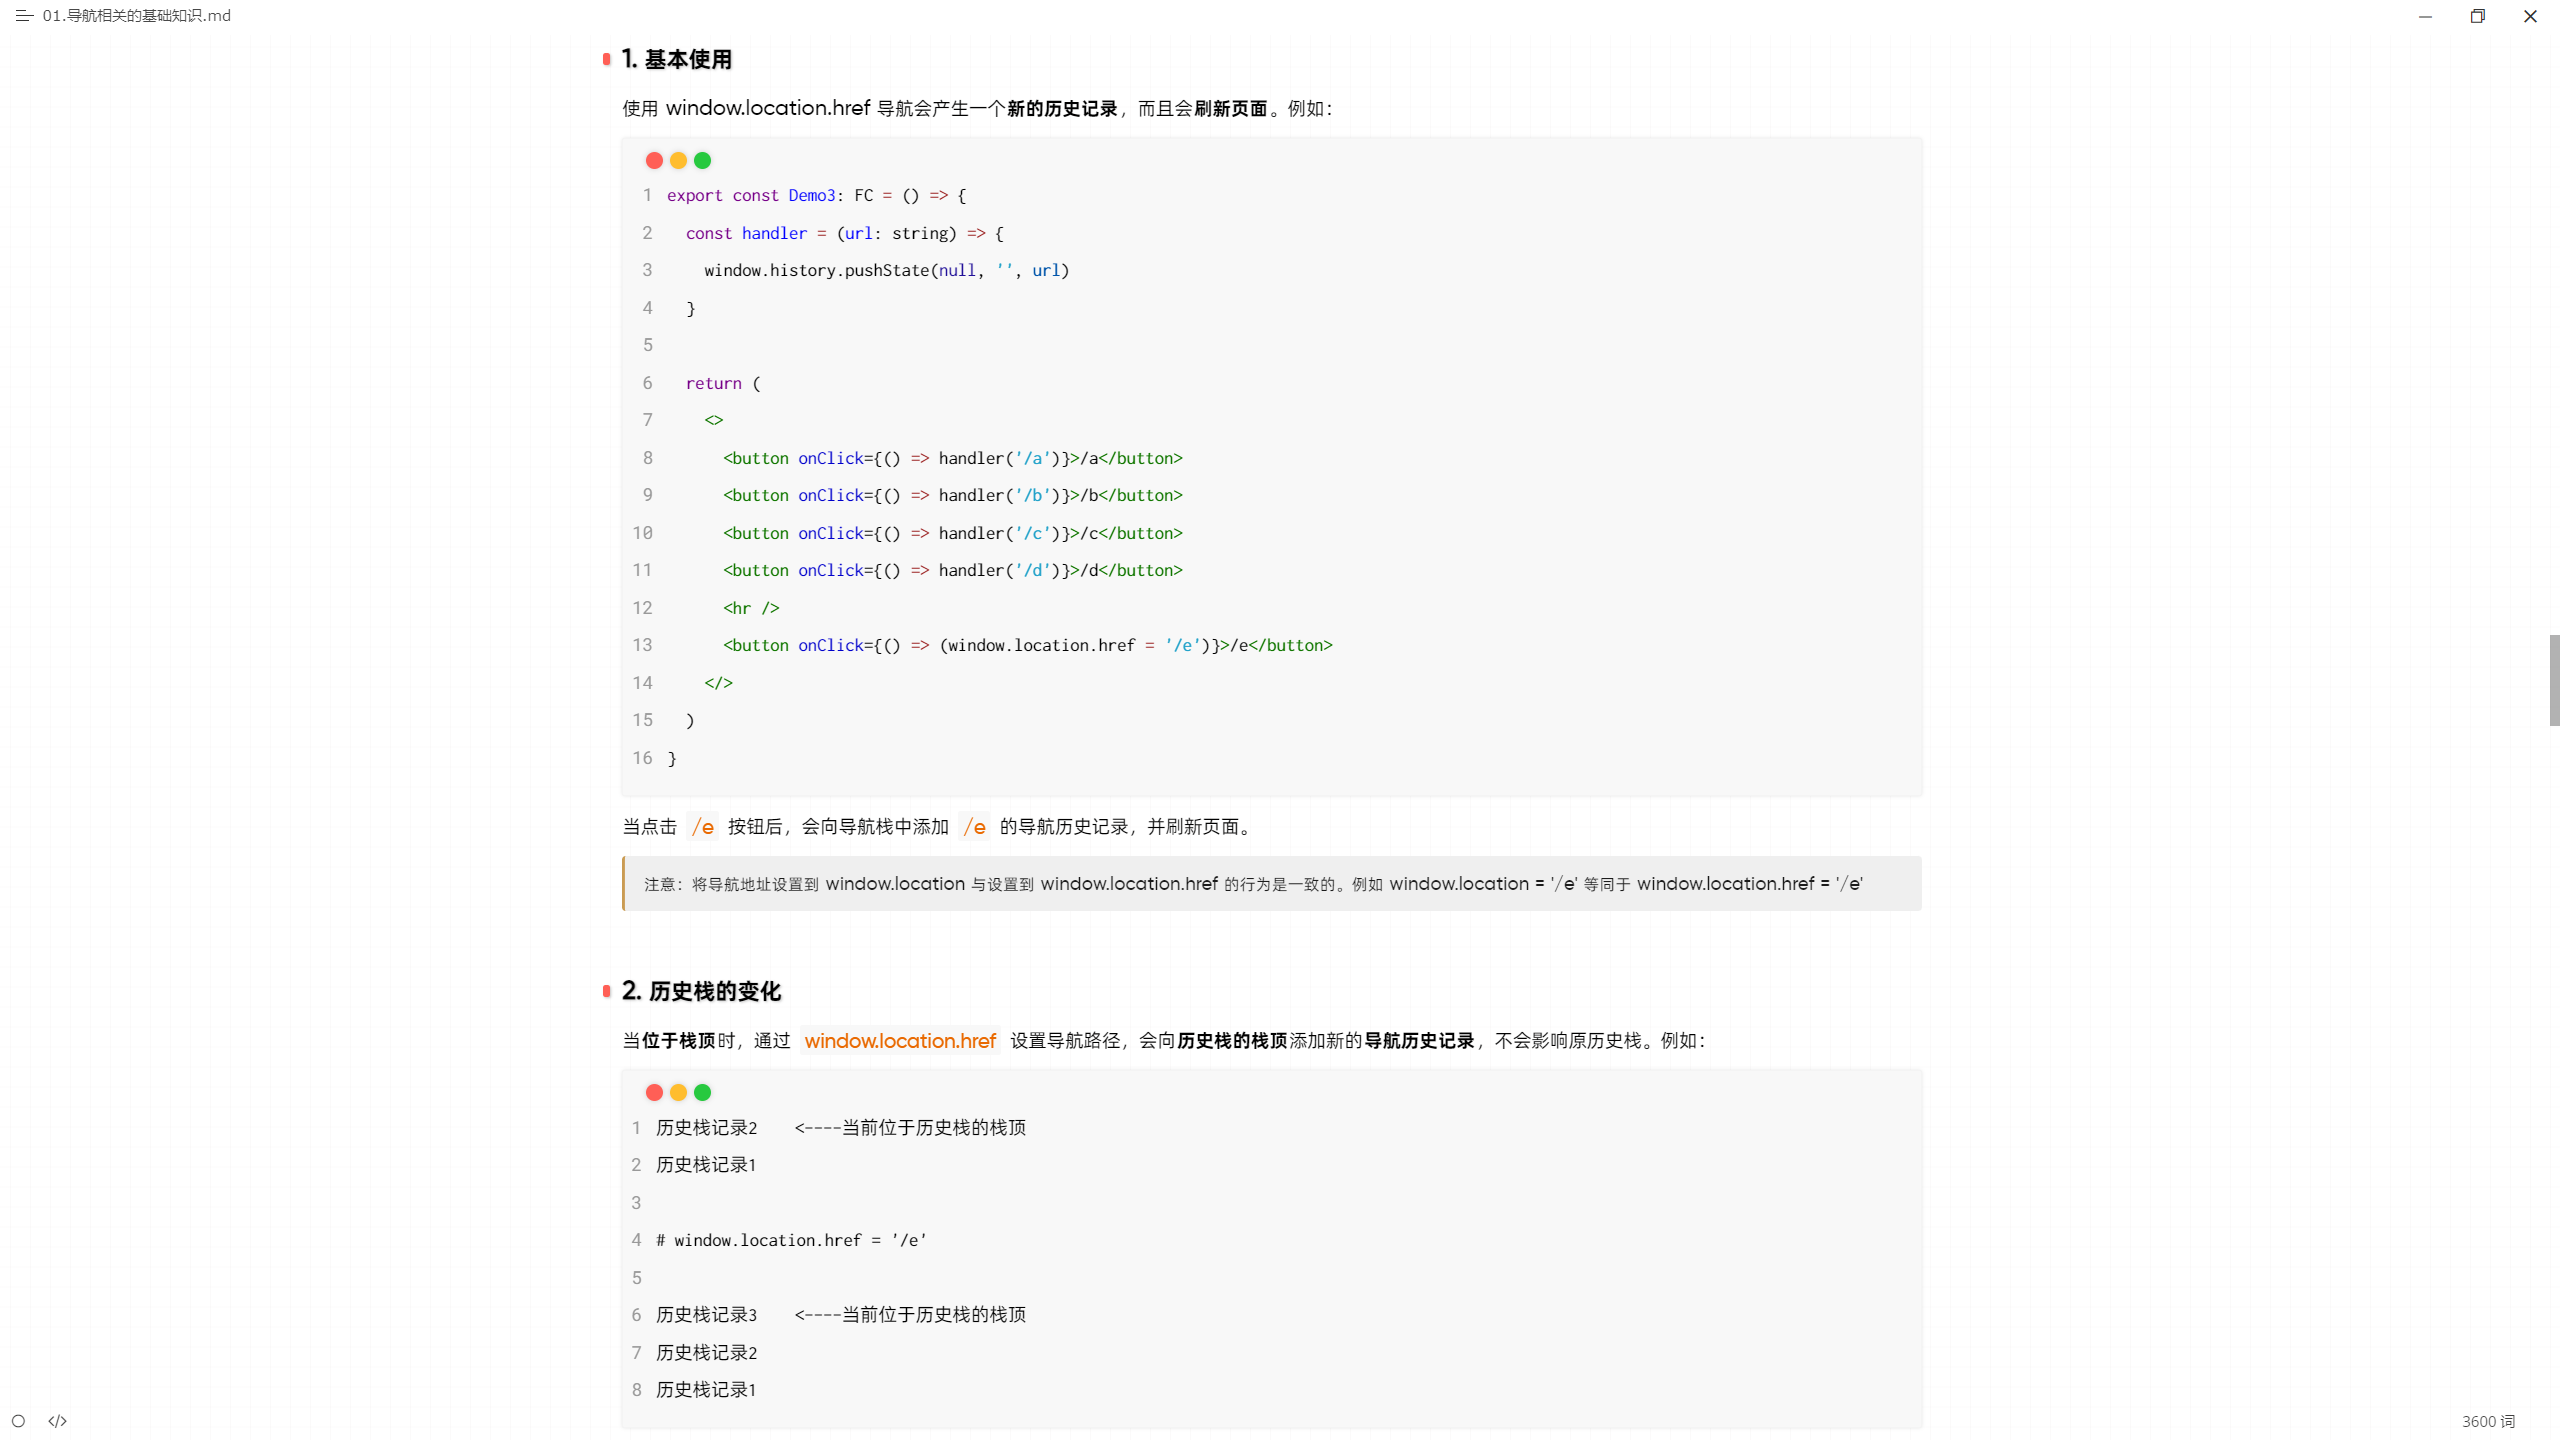 01.导航相关的基础知识.md
1. 基本使用
使用 window.location.href 导航会产生一个新的历史记录，而且会刷新页面。例如：
1 export const Demo3: FC = () => {
2   const handler = (url: string) => {
3     window.history.pushState(null, '', url)
4   }
5
6   return (
7     <>
8       <button onClick={() => handler('/a')}>/a</button>
9       <button onClick={() => handler('/b')}>/b</button>
10       <button onClick={() => handler('/c')}>/c</button>
11       <button onClick={() => handler('/d')}>/d</button>
12       <hr />
13       <button onClick={() => (window.location.href = '/e')}>/e</button>
14     </>
15   )
16 }
当点击 /e 按钮后，会向导航栈中添加 /e 的导航历史记录，并刷新页面。
注意：将导航地址设置到 window.location 与设置到 window.location.href 的行为是一致的。例如 window.location = '/e' 等同于 window.location.href = '/e'
2. 历史栈的变化
当位于栈顶时，通过 window.location.href 设置导航路径，会向历史栈的栈顶添加新的导航历史记录，不会影响原历史栈。例如：
1 历史栈记录2    <----当前位于历史栈的栈顶
2 历史栈记录1
3
4 # window.location.href = '/e'
5
6 历史栈记录3    <----当前位于历史栈的栈顶
7 历史栈记录2
8 历史栈记录1
3600 词